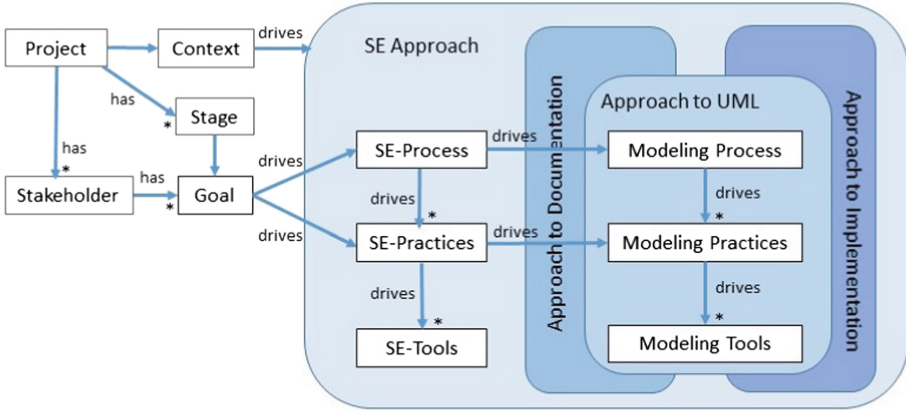 Project
Context
drives
SE Approach
has
Stage
*
has
*
Stakeholder
has
*
Goal
drives
drives
SE-Process
drives
*
SE-Practices
drives
*
SE-Tools
drives
drives
Approach to Documentation
Approach to UML
Modeling Process
drives
*
Modeling Practices
drives
*
Modeling Tools
Approach to Implementation